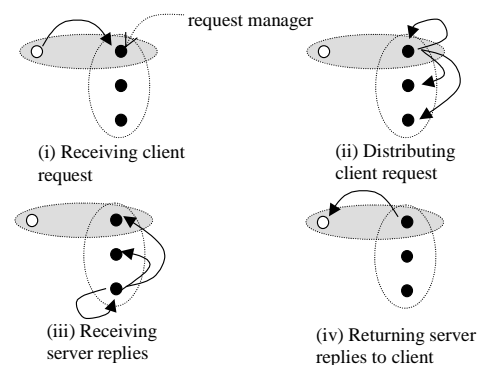 request manager
(i) Receiving client
request
(ii) Distributing
client request
(iii) Receiving
server replies
(iv) Returning server
replies to client